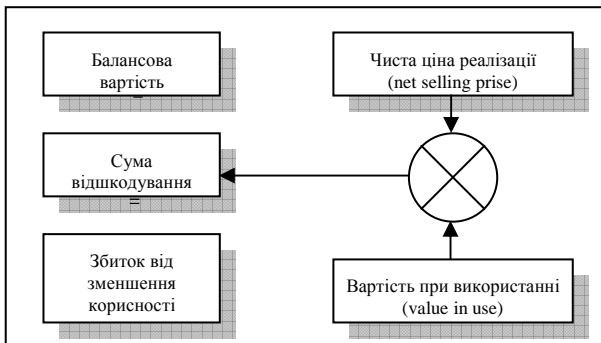 Балансова
вартість
–
Чиста ціна реалізації
(net selling prise)
Сума
відшкодування
=
Збиток від
зменшення
корисності
Вартість при використанні
(value in use)